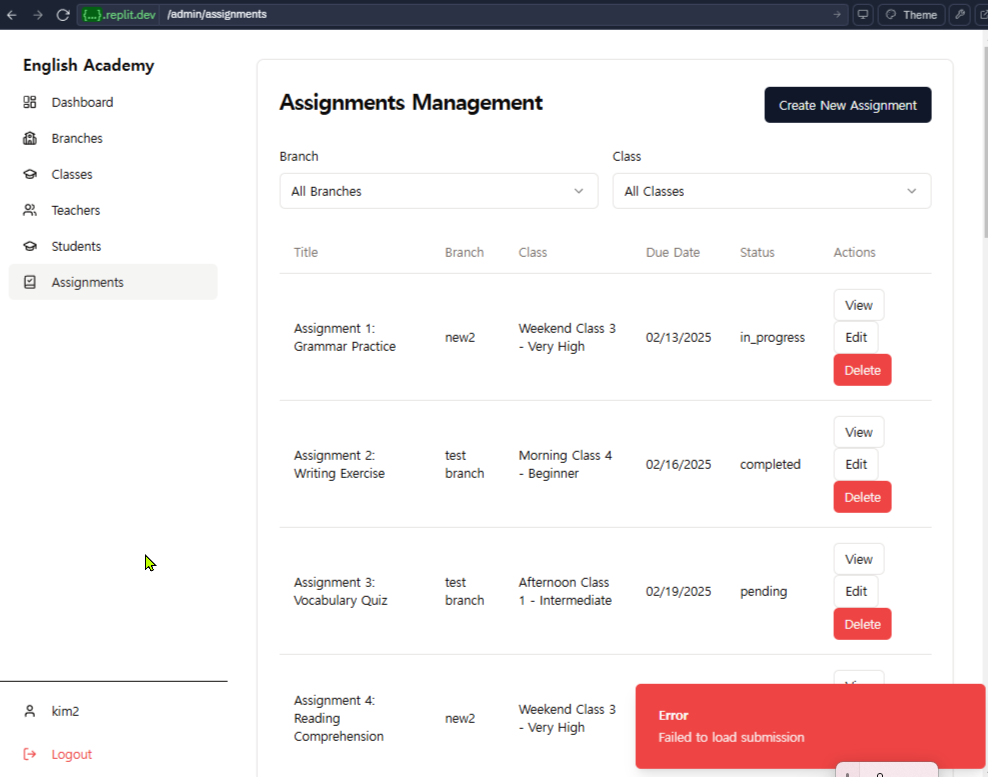 {...}.replit.dev /admin/assignments
Theme
English Academy
Dashboard
Branches
Classes
Teachers
Students
Assignments
kim2
Logout
Assignments Management
Create New Assignment
Branch
Class
All Branches
All Classes
Title Branch Class Due Date Status Actions
Assignment 1:
Grammar Practice
new2
Weekend Class 3
- Very High
02/13/2025
in_progress
View
Edit
Delete
Assignment 2:
Writing Exercise
test
branch
Morning Class 4
- Beginner
02/16/2025
completed
View
Edit
Delete
Assignment 3:
Vocabulary Quiz
test
branch
Afternoon Class
1 - Intermediate
02/19/2025
pending
View
Edit
Delete
Assignment 4:
Reading
Comprehension
new2
Weekend Class 3
- Very High
Error
Failed to load submission